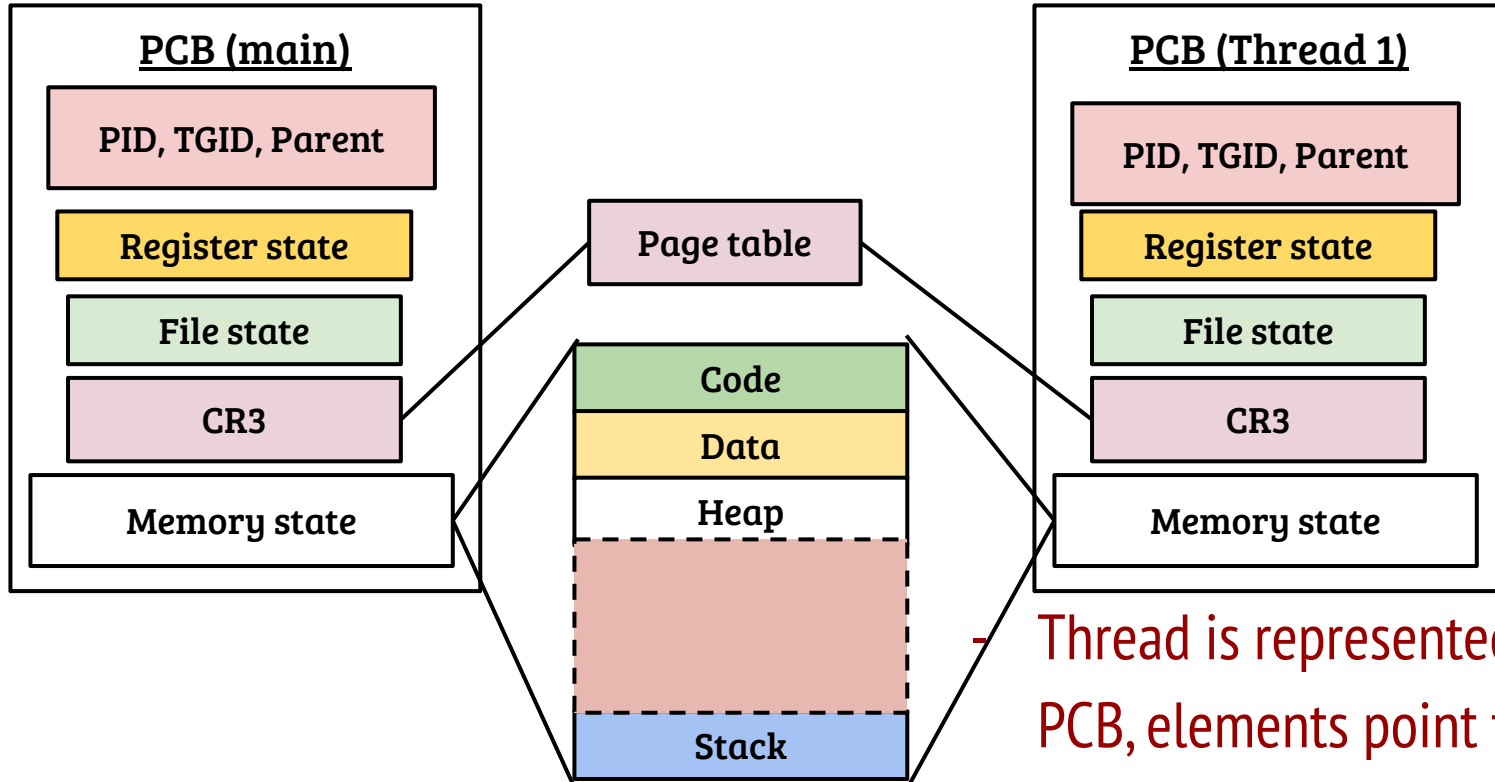 PCB (main)
PID, TGID, Parent
Register state
File state
CR3
Memory state
Page table
Code
Data
Heap
Stack
PCB (Thread 1)
PID, TGID, Parent
Register state
File state
CR3
Memory state
- Thread is represented
PCB, elements point